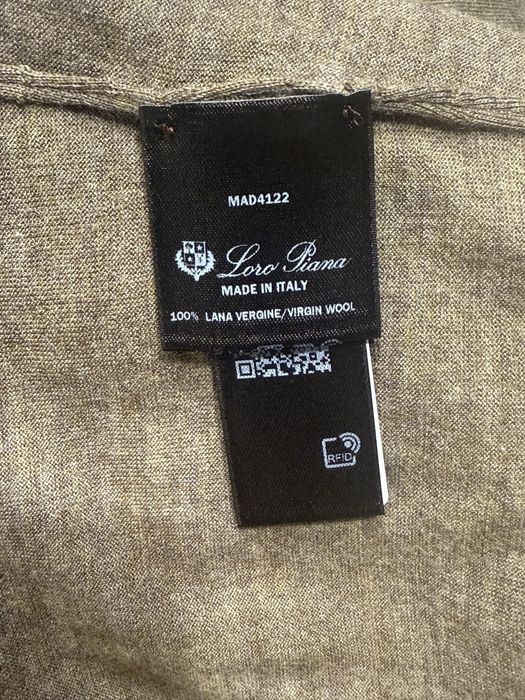 MAD4122
Loro Piana
MADE IN ITALY
100% LANA VERGINE/VIRGIN WOOL
RFID